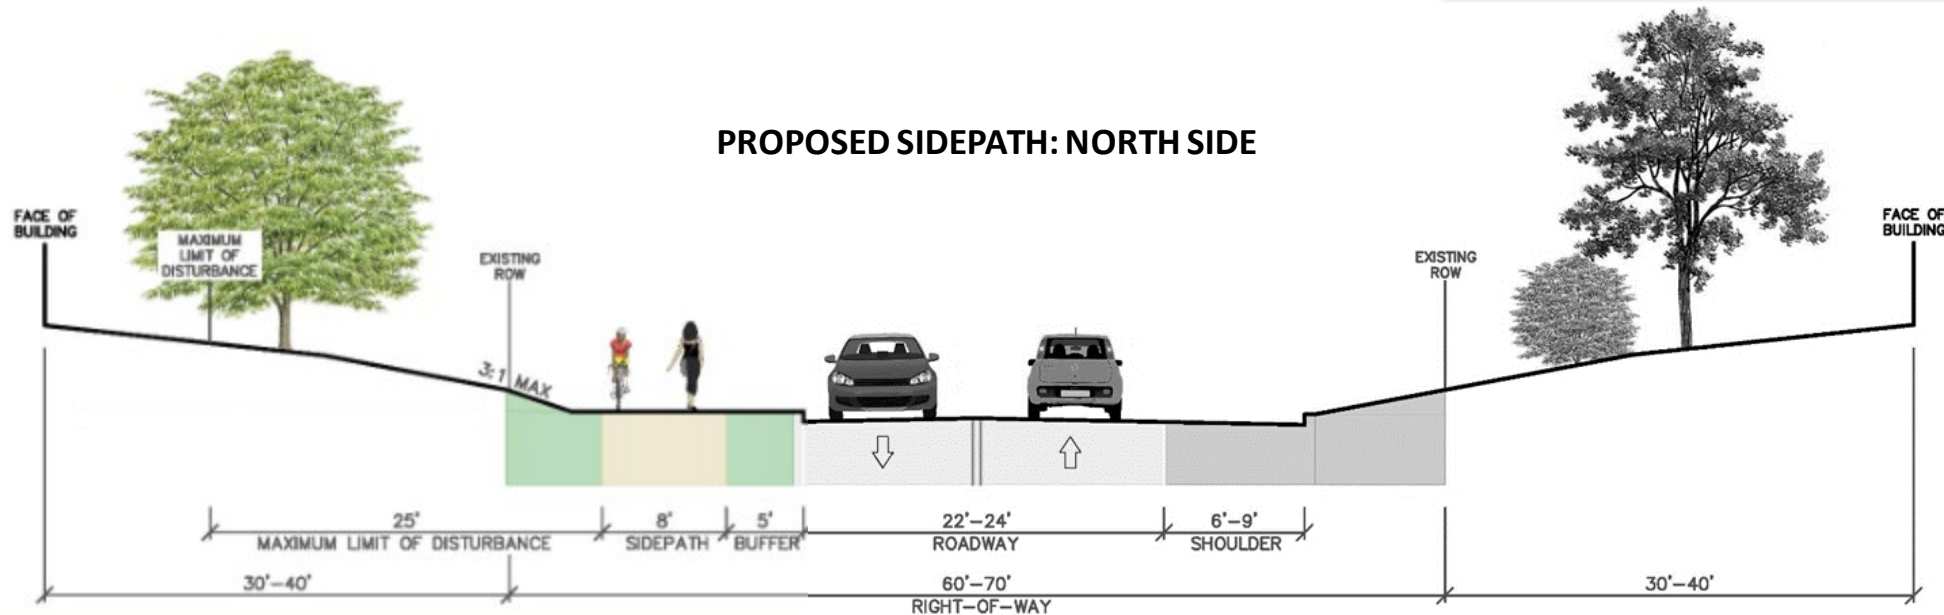 PROPOSED SIDEPATH: NORTH SIDE
FACE OF
BUILDING
MAXIMUM
LIMIT OF
DISTURBANCE
EXISTING
ROW
3:1 MAX
EXISTING
ROW
FACE OF
BUILDING
25'
MAXIMUM LIMIT OF DISTURBANCE
8'
SIDEPATH
5'
BUFFER
22'-24'
ROADWAY
6'-9'
SHOULDER
30'-40'
60'-70'
RIGHT-OF-WAY
30'-40'